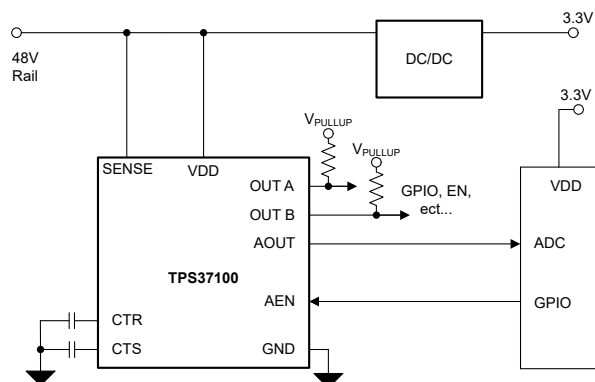 3.3V
48V
Rail
DC/DC
3.3V
VPULLUP
VPULLUP
SENSE
VDD
VDD
OUT A
GPIO, EN,
ect...
OUT B
AOUT
ADC
TPS37100
AEN
GPIO
CTR
CTS
GND